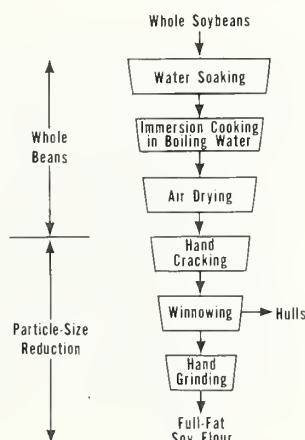 Whole Soybeans
Water Soaking
Immersion Cooking
in Boiling Water
Whole
Beans
Air Drying
Hand
Cracking
Winnowing
Hulls
Particle-Size
Reduction
Hand
Grinding
Full-Fat
Soy Flour